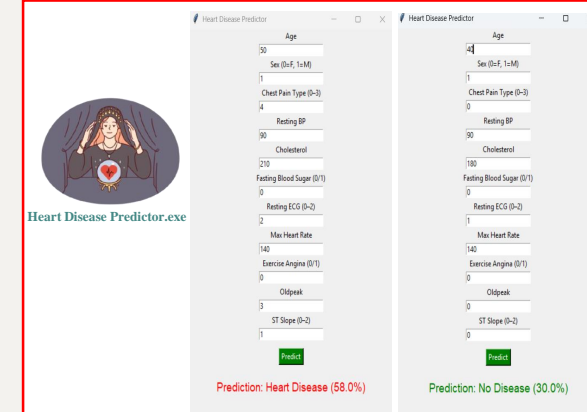 Heart Disease Predictor.exe
Heart Disease Predictor
Age
50
Sex (0=F, 1=M)
1
Chest Pain Type (0–3)
4
Resting BP
90
Cholesterol
210
Fasting Blood Sugar (0/1)
0
Resting ECG (0–2)
2
Max Heart Rate
140
Exercise Angina (0/1)
0
Oldpeak
3
ST Slope (0–2)
1
Predict
Prediction: Heart Disease (58.0%)
Heart Disease Predictor
Age
40
Sex (0=F, 1=M)
1
Chest Pain Type (0–3)
0
Resting BP
90
Cholesterol
180
Fasting Blood Sugar (0/1)
0
Resting ECG (0–2)
1
Max Heart Rate
140
Exercise Angina (0/1)
0
Oldpeak
0
ST Slope (0–2)
0
Predict
Prediction: No Disease (30.0%)